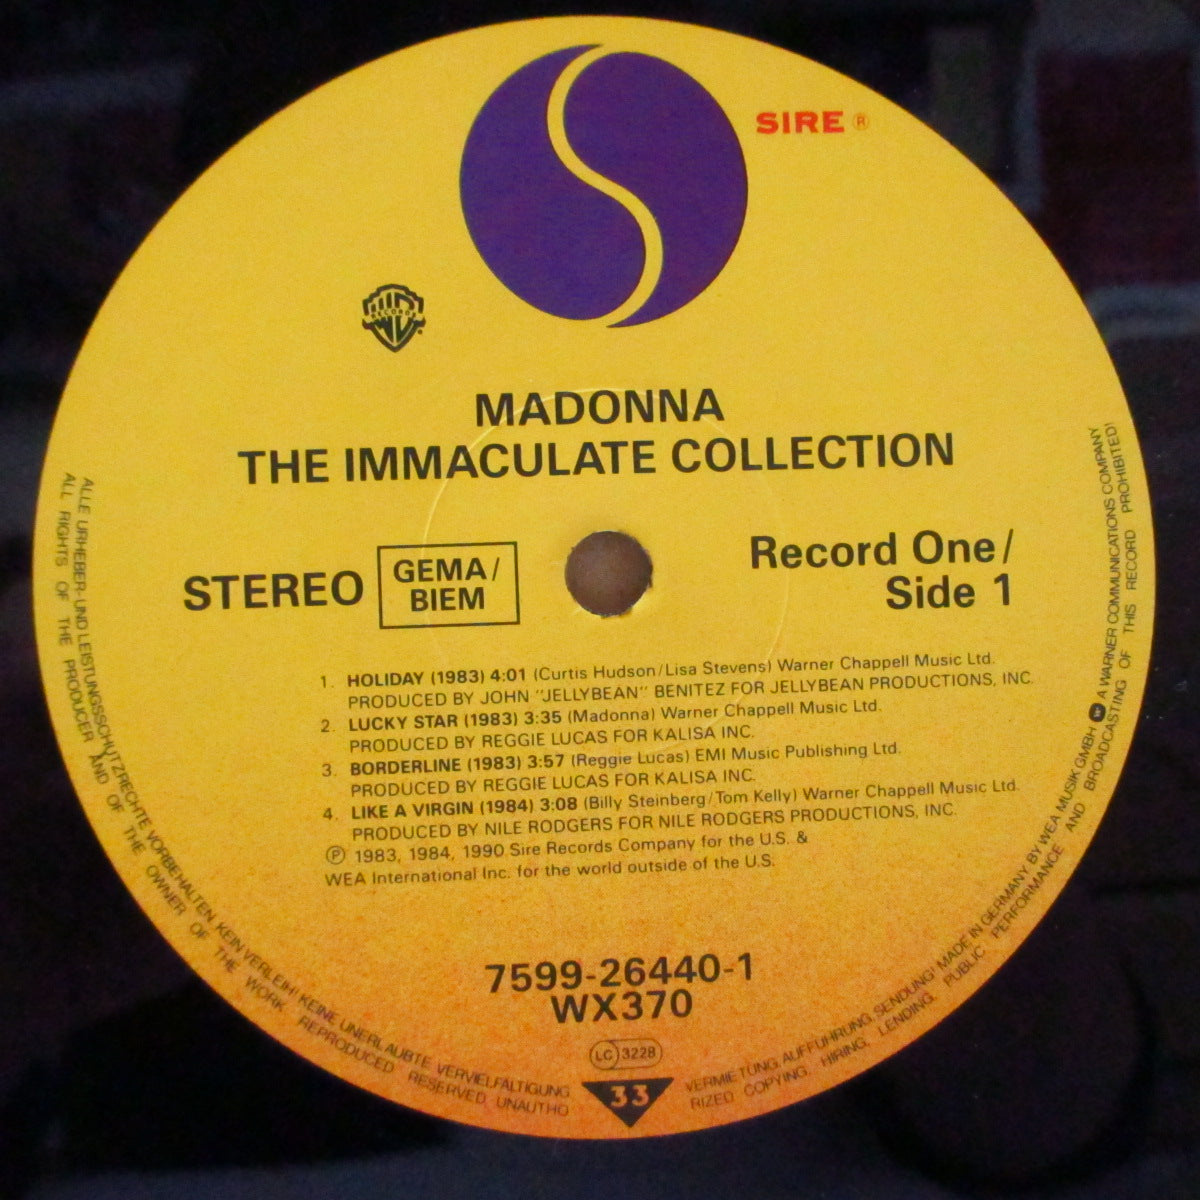 SIRE ®
WB RECORDS
MADONNA
THE IMMACULATE COLLECTION
STEREO
GEMA/
BIEM
Record One/
Side 1
1. HOLIDAY (1983) 4:01 (Curtis Hudson/Lisa Stevens) Warner Chappell Music Ltd.
PRODUCED BY JOHN "JELLYBEAN" BENITEZ FOR JELLYBEAN PRODUCTIONS, INC.
2. LUCKY STAR (1983) 3:35 (Madonna) Warner Chappell Music Ltd.
PRODUCED BY REGGIE LUCAS FOR KALISA INC.
3. BORDERLINE (1983) 3:57 (Reggie Lucas) EMI Music Publishing Ltd.
PRODUCED BY REGGIE LUCAS FOR KALISA INC.
4. LIKE A VIRGIN (1984) 3:08 (Billy Steinberg/Tom Kelly) Warner Chappell Music Ltd.
PRODUCED BY NILE RODGERS FOR NILE RODGERS PRODUCTIONS, INC.
Ⓟ 1983, 1984, 1990 Sire Records Company for the U.S. &
WEA International Inc. for the world outside of the U.S.
7599-26440-1
WX370
LC 3228
33
ALLE URHEBER- UND LEISTUNGSSCHUTZRECHTE VORBEHALTEN. KEIN VERLEIH! KEINE UNERLAUBTE VERVIELFÄLTIGUNG
VERMIETUNG, AUFFÜHRUNG, SENDUNG! MADE IN GERMANY BY WEA MUSIK GMBH A WARNER COMMUNICATIONS COMPANY
ALL RIGHTS OF THE PRODUCER AND OF THE OWNER OF THE WORK REPRODUCED RESERVED. UNAUTHO
RIZED COPYING, HIRING, LENDING, PUBLIC PERFORMANCE AND BROADCASTING OF THIS RECORD PROHIBITED!